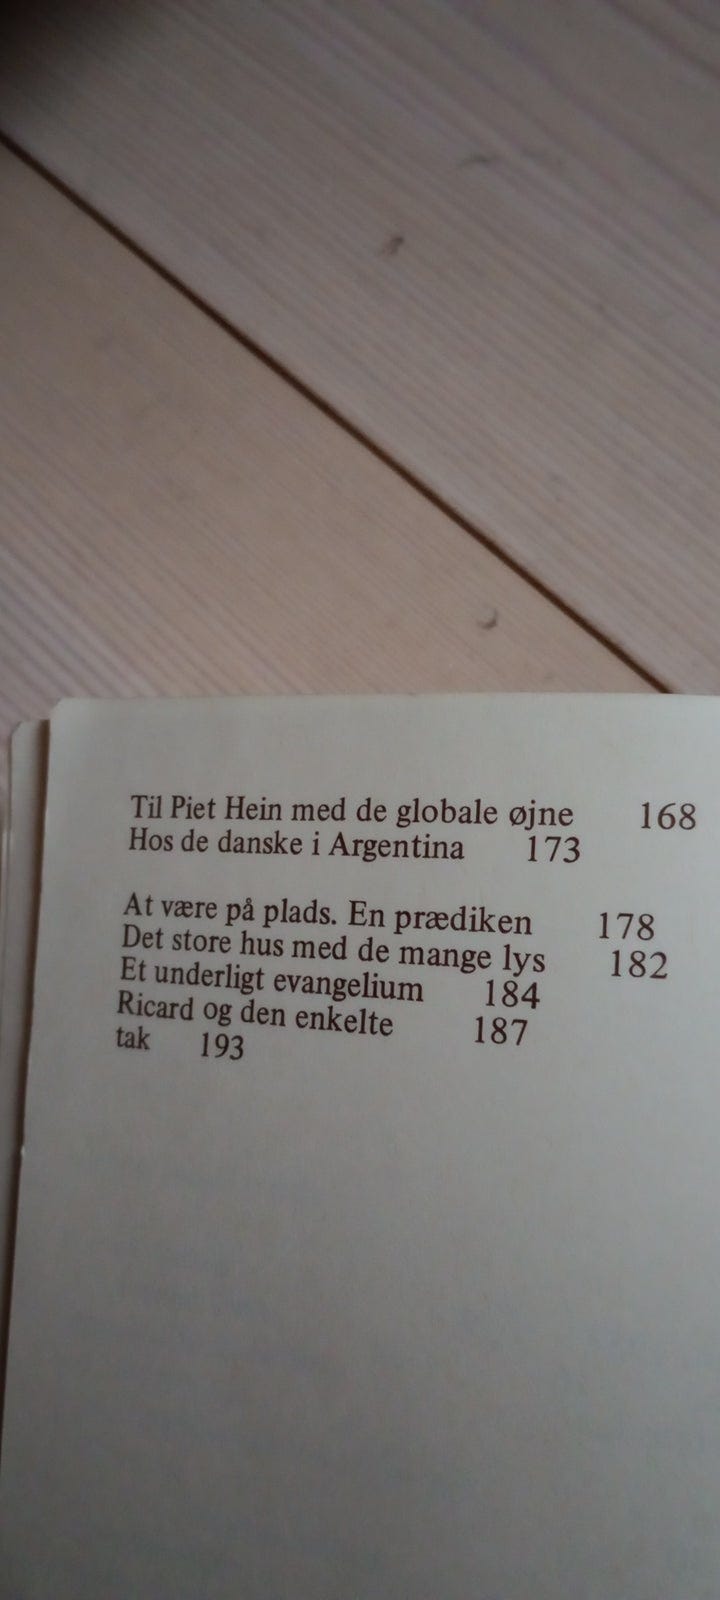 Til Piet Hein med de globale øjne 168
Hos de danske i Argentina 173
At være på plads. En prædiken 178
Det store hus med de mange lys 182
Et underligt evangelium 184
Ricard og den enkelte 187
tak 193